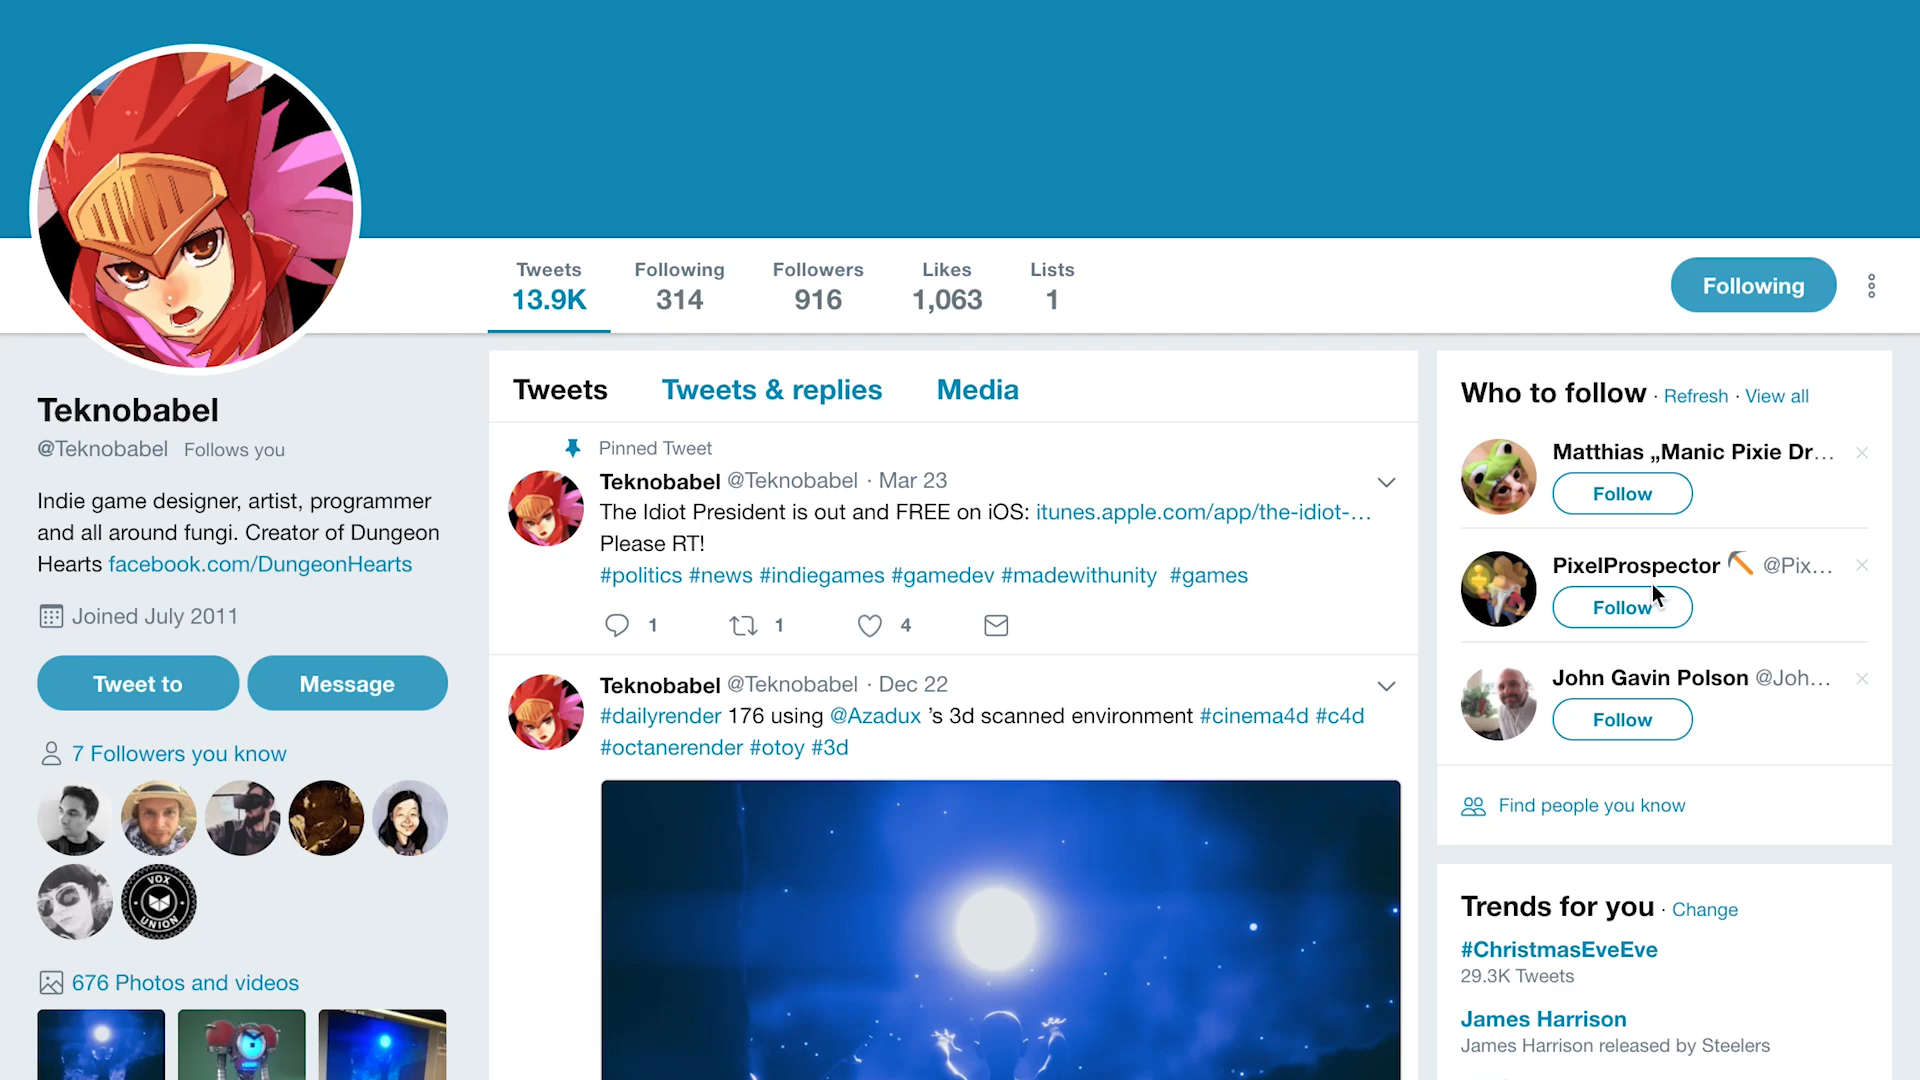 Tweets
13.9K
Following
314
Followers
916
Likes
1,063
Lists
1
Following
Teknobabel
@Teknobabel Follows you
Indie game designer, artist, programmer
and all around fungi. Creator of Dungeon
Hearts facebook.com/DungeonHearts
Joined July 2011
Tweet to
Message
7 Followers you know
VOX
UNION
676 Photos and videos
Tweets
Tweets & replies
Media
Pinned Tweet
Teknobabel @Teknobabel · Mar 23
The Idiot President is out and FREE on iOS: itunes.apple.com/app/the-idiot-…
Please RT!
#politics #news #indiegames #gamedev #madewithunity #games
1
1
4
Teknobabel @Teknobabel · Dec 22
#dailyrender 176 using @Azadux 's 3d scanned environment #cinema4d #c4d
#octanerender #otoy #3d
Who to follow · Refresh · View all
Matthias „Manic Pixie Dr…
Follow
PixelProspector @Pix…
Follow
John Gavin Polson @Joh…
Follow
Find people you know
Trends for you · Change
#ChristmasEveEve
29.3K Tweets
James Harrison
James Harrison released by Steelers